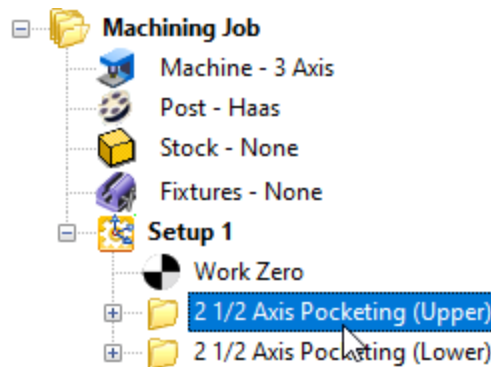 Machining Job
Machine - 3 Axis
Post - Haas
Stock - None
Fixtures - None
Setup 1
Work Zero
2 1/2 Axis Pocketing (Upper)
2 1/2 Axis Pocketing (Lower)